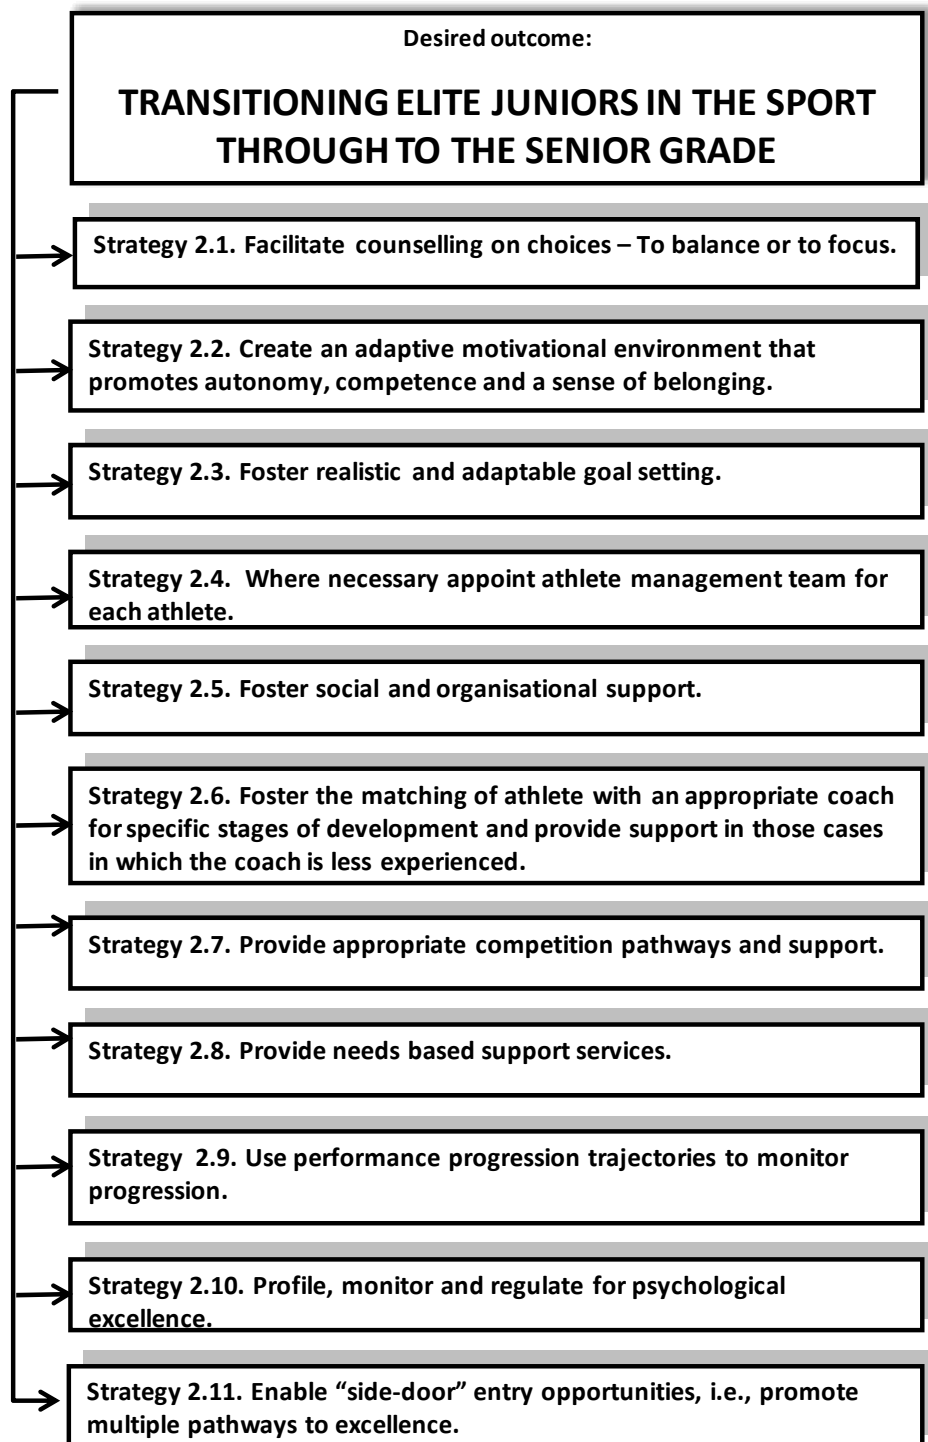 Desired outcome:
TRANSITIONING ELITE JUNIORS IN THE SPORT
THROUGH TO THE SENIOR GRADE
Strategy 2.1. Facilitate counselling on choices – To balance or to focus.
Strategy 2.2. Create an adaptive motivational environment that
promotes autonomy, competence and a sense of belonging.
Strategy 2.3. Foster realistic and adaptable goal setting.
Strategy 2.4. Where necessary appoint athlete management team for
each athlete.
Strategy 2.5. Foster social and organisational support.
Strategy 2.6. Foster the matching of athlete with an appropriate coach
for specific stages of development and provide support in those cases
in which the coach is less experienced.
Strategy 2.7. Provide appropriate competition pathways and support.
Strategy 2.8. Provide needs based support services.
Strategy 2.9. Use performance progression trajectories to monitor
progression.
Strategy 2.10. Profile, monitor and regulate for psychological
excellence.
Strategy 2.11. Enable “side-door” entry opportunities, i.e., promote
multiple pathways to excellence.